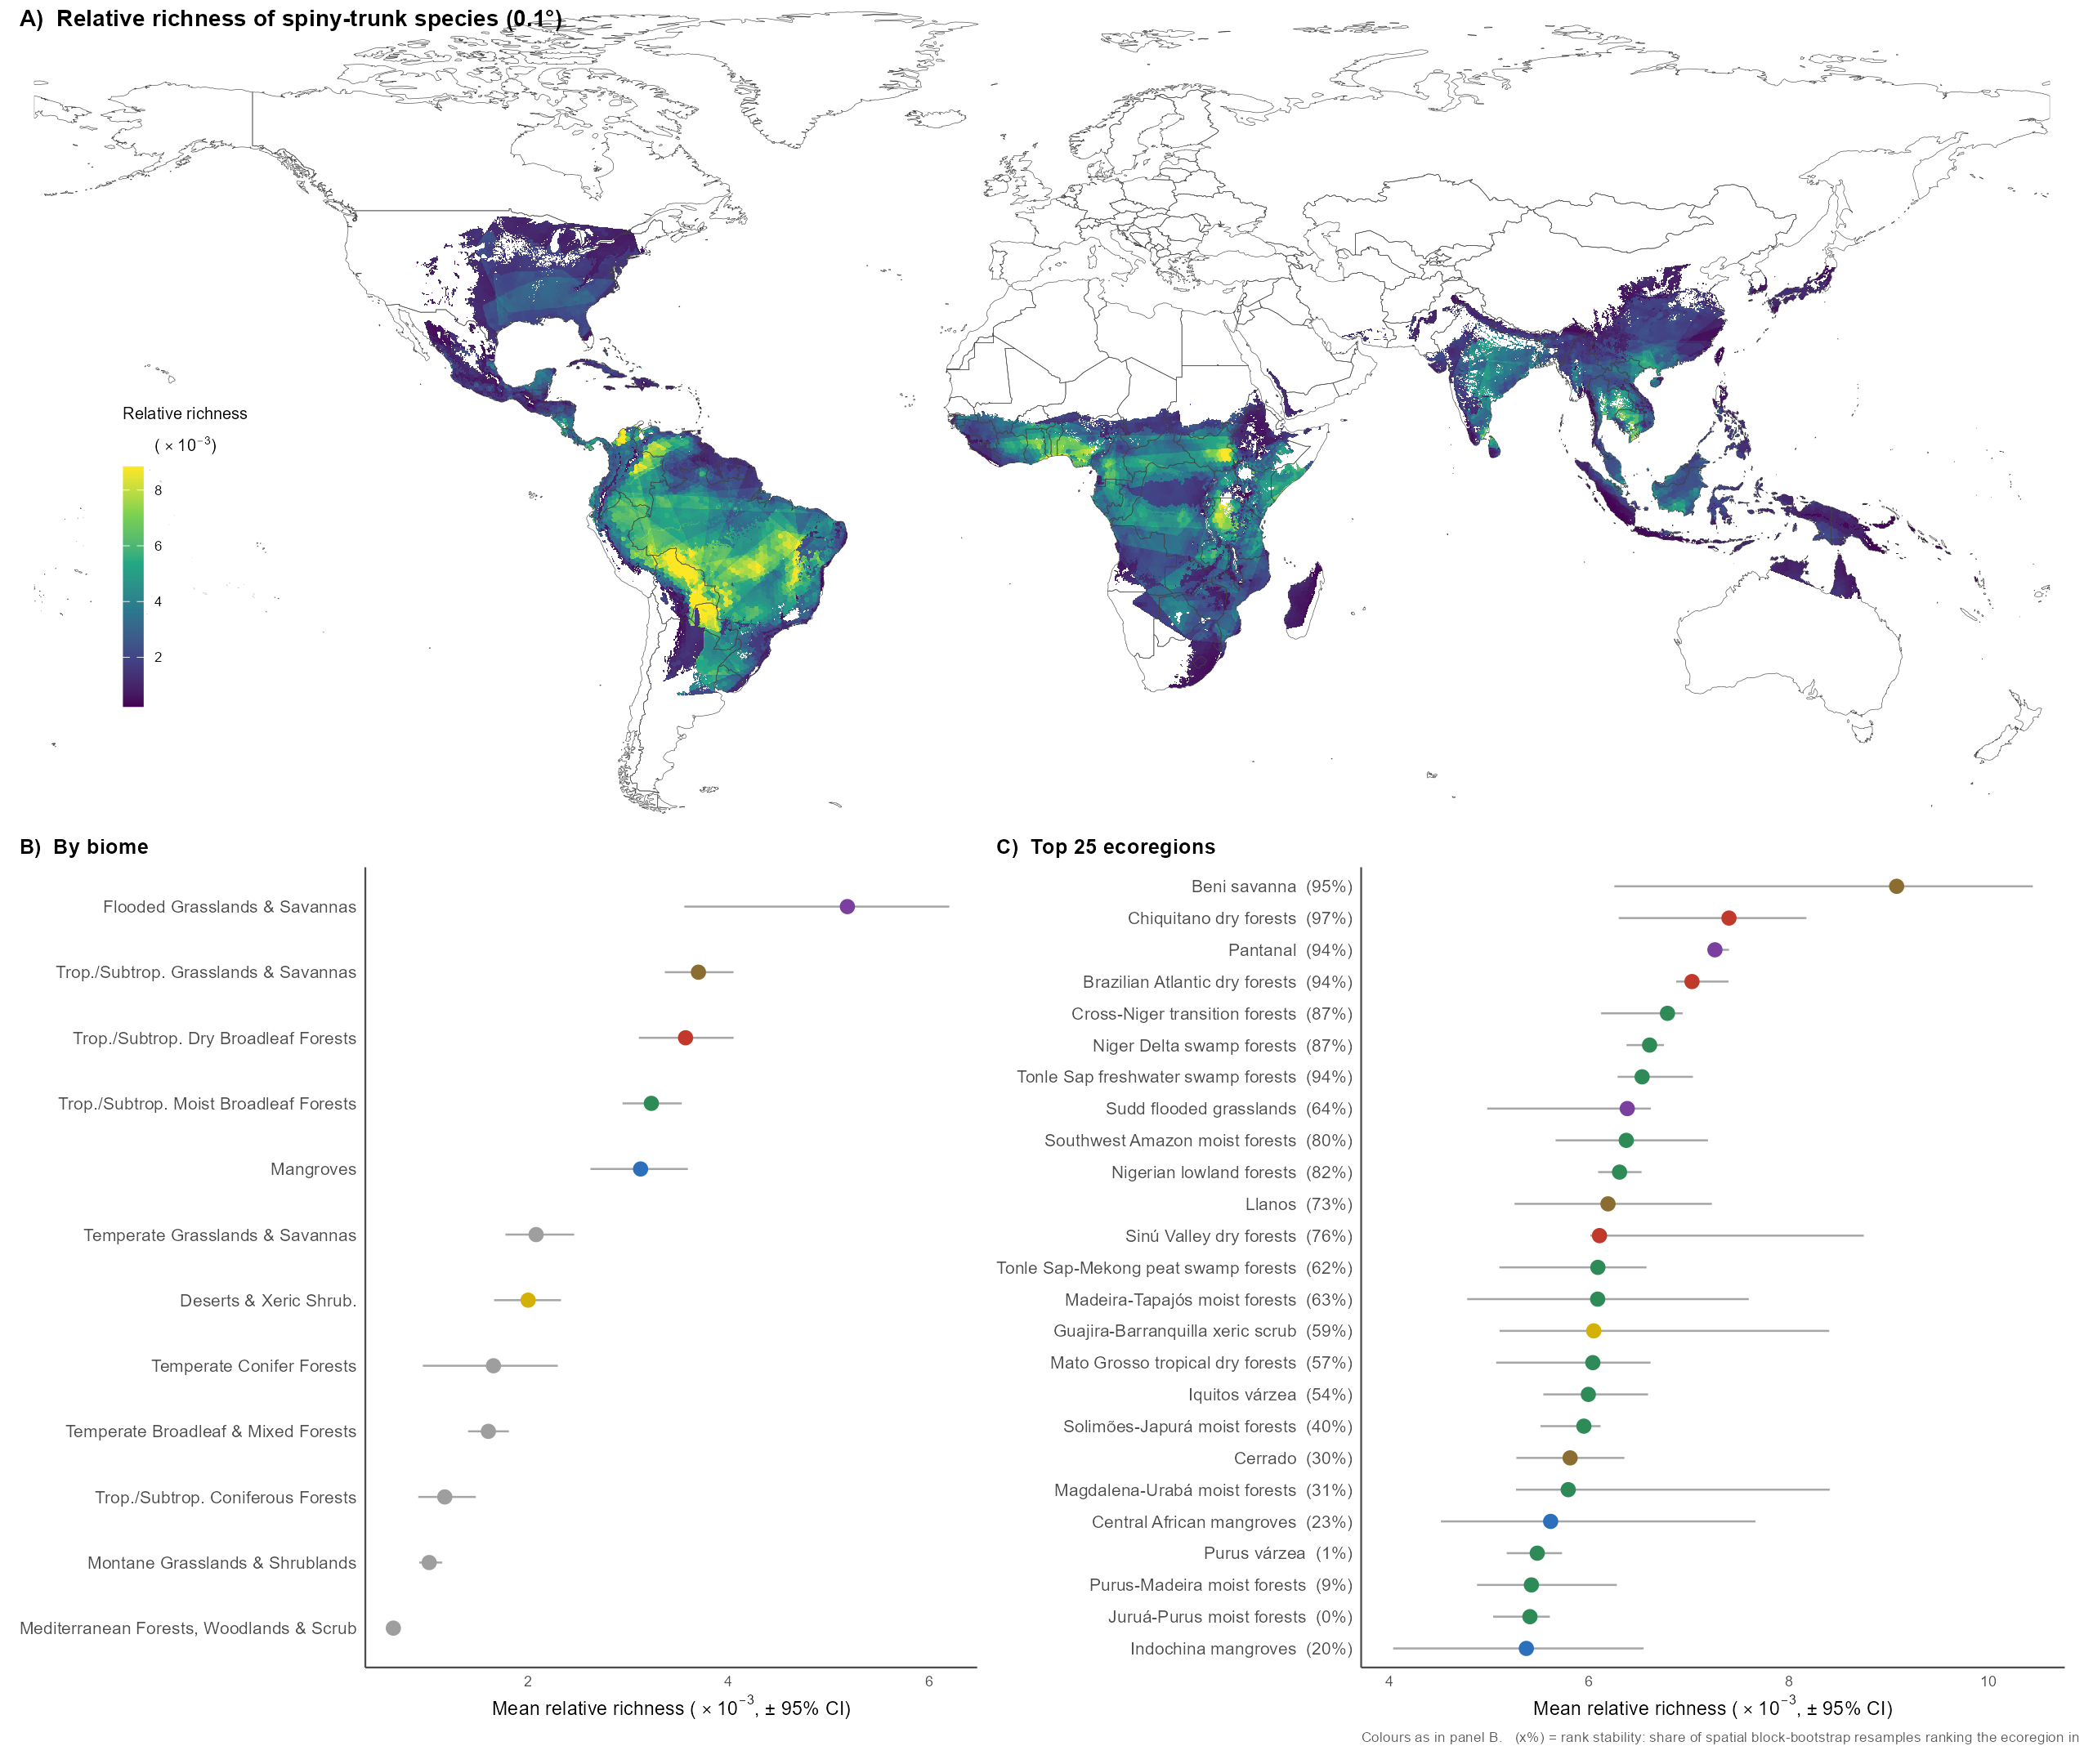 A)  Relative richness of spiny-trunk species (0.1°)
Relative richness
( × 10⁻³)
8
6
4
2
B)  By biome
Flooded Grasslands & Savannas
Trop./Subtrop. Grasslands & Savannas
Trop./Subtrop. Dry Broadleaf Forests
Trop./Subtrop. Moist Broadleaf Forests
Mangroves
Temperate Grasslands & Savannas
Deserts & Xeric Shrub.
Temperate Conifer Forests
Temperate Broadleaf & Mixed Forests
Trop./Subtrop. Coniferous Forests
Montane Grasslands & Shrublands
Mediterranean Forests, Woodlands & Scrub
2 4 6
Mean relative richness ( × 10⁻³, ± 95% CI)
C)  Top 25 ecoregions
Beni savanna (95%)
Chiquitano dry forests (97%)
Pantanal (94%)
Brazilian Atlantic dry forests (94%)
Cross-Niger transition forests (87%)
Niger Delta swamp forests (87%)
Tonle Sap freshwater swamp forests (94%)
Sudd flooded grasslands (64%)
Southwest Amazon moist forests (80%)
Nigerian lowland forests (82%)
Llanos (73%)
Sinú Valley dry forests (76%)
Tonle Sap-Mekong peat swamp forests (62%)
Madeira-Tapajós moist forests (63%)
Guajira-Barranquilla xeric scrub (59%)
Mato Grosso tropical dry forests (57%)
Iquitos várzea (54%)
Solimões-Japurá moist forests (40%)
Cerrado (30%)
Magdalena-Urabá moist forests (31%)
Central African mangroves (23%)
Purus várzea (1%)
Purus-Madeira moist forests (9%)
Juruá-Purus moist forests (0%)
Indochina mangroves (20%)
4 6 8 10
Mean relative richness ( × 10⁻³, ± 95% CI)
Colours as in panel B. (x%) = rank stability: share of spatial block-bootstrap resamples ranking the ecoregion in